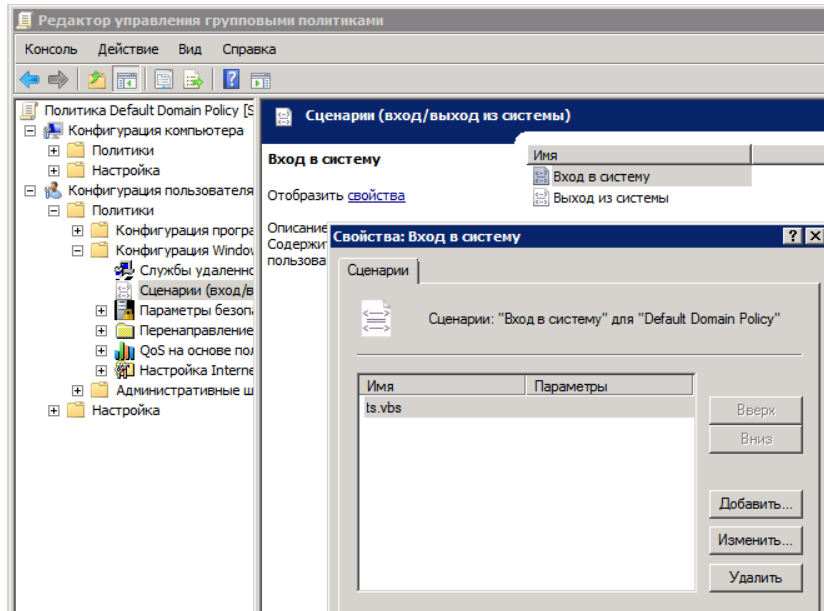 Редактор управления групповыми политиками
Консоль Действие Вид Справка
Политика Default Domain Policy [S
Конфигурация компьютера
Политики
Настройка
Конфигурация пользователя
Политики
Конфигурация програ
Конфигурация Window
Службы удаленно
Сценарии (вход/в
Параметры безопа
Перенаправление
QoS на основе пол
Настройка Interne
Административные ш
Настройка
Сценарии (вход/выход из системы)
Вход в систему
Отобразить свойства
Описание
Содержит
пользова
Имя
Вход в систему
Выход из системы
Свойства: Вход в систему
Сценарии
Сценарии: "Вход в систему" для "Default Domain Policy"
Имя Параметры
ts.vbs
Вверх
Вниз
Добавить...
Изменить...
Удалить